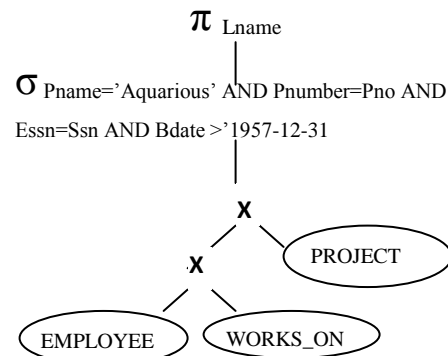 π Lname
σ Pname='Aquarious' AND Pnumber=Pno AND
Essn=Ssn AND Bdate >'1957-12-31
X
PROJECT
X
EMPLOYEE
WORKS_ON